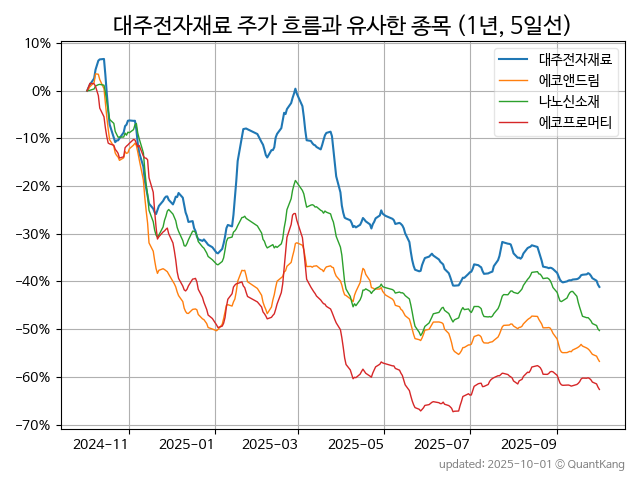 대주전자재료 주가 흐름과 유사한 종목 (1년, 5일선)
10%
0%
−10%
−20%
−30%
−40%
−50%
−60%
−70%
대주전자재료
에코앤드림
나노신소재
에코프로머티
2024-11
2025-01
2025-03
2025-05
2025-07
2025-09
updated: 2025-10-01 © QuantKang